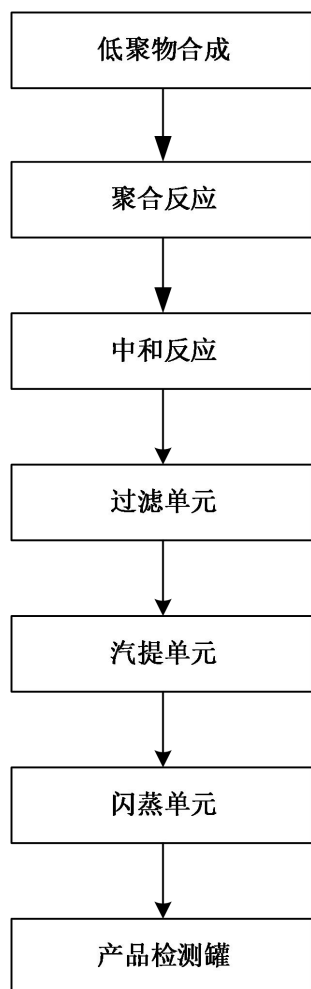 低聚物合成
聚合反应
中和反应
过滤单元
汽提单元
闪蒸单元
产品检测罐